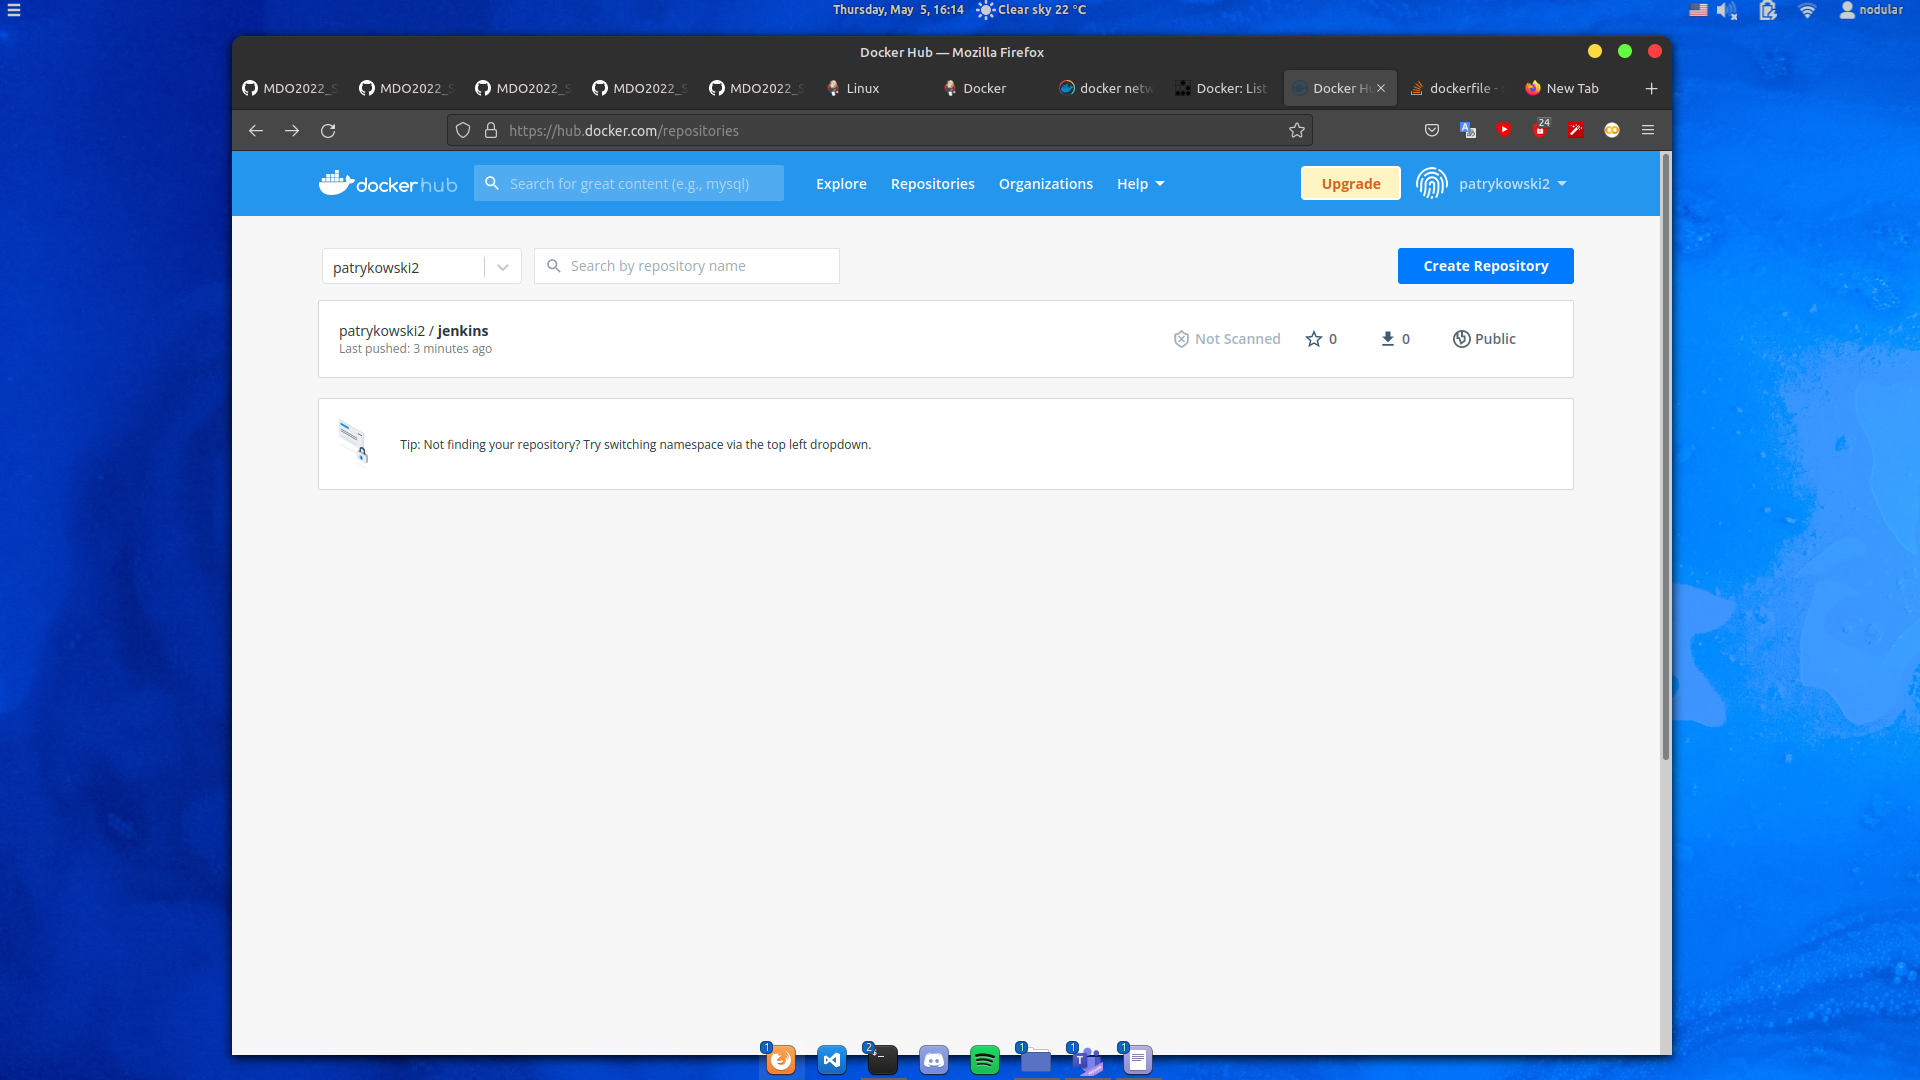 Thursday, May 5, 16:14 Clear sky 22 °C
nodular
Docker Hub — Mozilla Firefox
MDO2022_S
MDO2022_S
MDO2022_S
MDO2022_S
MDO2022_S
Linux
Docker
docker netw
Docker: List
Docker Hu
dockerfile -
New Tab
https://hub.docker.com/repositories
24
docker hub
Search for great content (e.g., mysql)
Explore
Repositories
Organizations
Help
Upgrade
patrykowski2
patrykowski2
Search by repository name
Create Repository
patrykowski2 / jenkins
Last pushed: 3 minutes ago
Not Scanned
0
0
Public
Tip: Not finding your repository? Try switching namespace via the top left dropdown.
1
2
1
1
1